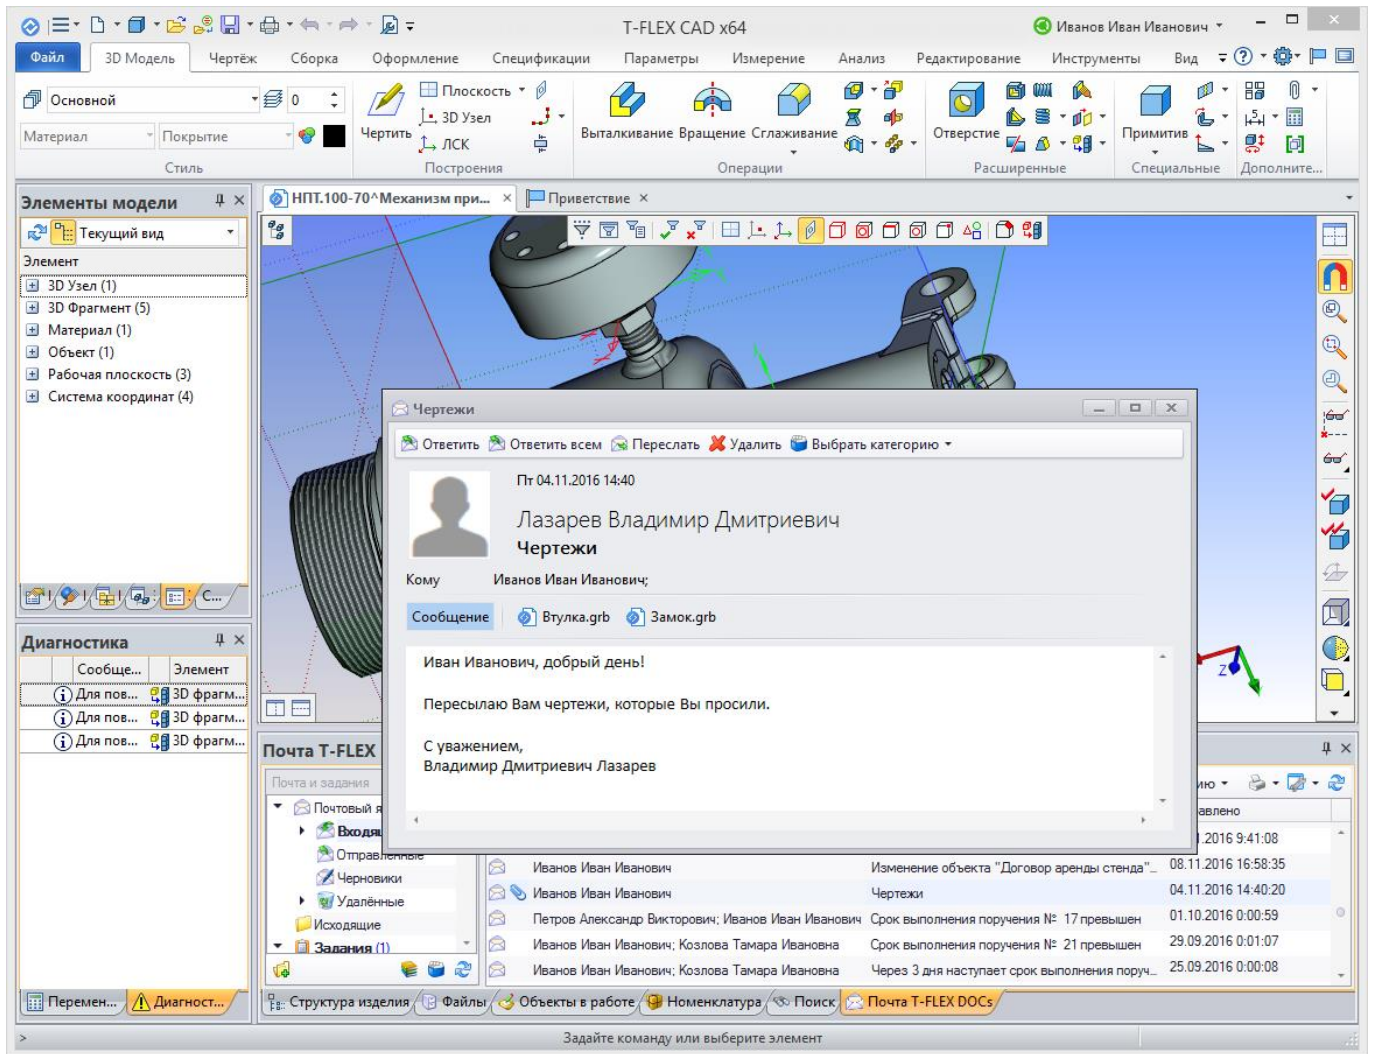 T-FLEX CAD x64
Иванов Иван Иванович
Файл 3D Модель Чертёж Сборка Оформление Спецификации Параметры Измерение Анализ Редактирование Инструменты Вид
Основной 0
Материал Покрытие
Стиль
Чертить
Плоскость
3D Узел
ЛСК
Построения
Выталкивание Вращение Сглаживание
Операции
Отверстие
Расширенные
Примитив
Специальные
Дополните...
Элементы модели
Текущий вид
Элемент
3D Узел (1)
3D Фрагмент (5)
Материал (1)
Объект (1)
Рабочая плоскость (3)
Система координат (4)
С...
НПТ.100-70^Механизм при... Приветствие
Z
Диагностика
Сообще... Элемент
Для пов... 3D фрагм...
Для пов... 3D фрагм...
Для пов... 3D фрагм...
Перемен... Диагност...
Чертежи
Ответить Ответить всем Переслать Удалить Выбрать категорию
Пт 04.11.2016 14:40
Лазарев Владимир Дмитриевич
Чертежи
Кому Иванов Иван Иванович;
Сообщение Втулка.grb Замок.grb
Иван Иванович, добрый день!
Пересылаю Вам чертежи, которые Вы просили.
С уважением,
Владимир Дмитриевич Лазарев
Почта T-FLEX
Почта и задания
Почтовый я
Входящ
Отправленные
Черновики
Удалённые
Исходящие
Задания (1)
9:41:08
Иванов Иван Иванович Изменение объекта "Договор аренды стенда"... 08.11.2016 16:58:35
Иванов Иван Иванович Чертежи 04.11.2016 14:40:20
Петров Александр Викторович; Иванов Иван Иванович Срок выполнения поручения № 17 превышен 01.10.2016 0:00:59
Иванов Иван Иванович; Козлова Тамара Ивановна Срок выполнения поручения № 21 превышен 29.09.2016 0:01:07
Иванов Иван Иванович; Козлова Тамара Ивановна Через 3 дня наступает срок выполнения поруч... 25.09.2016 0:00:08
Структура изделия Файлы Объекты в работе Номенклатура Поиск Почта T-FLEX DOCs
> Задайте команду или выберите элемент